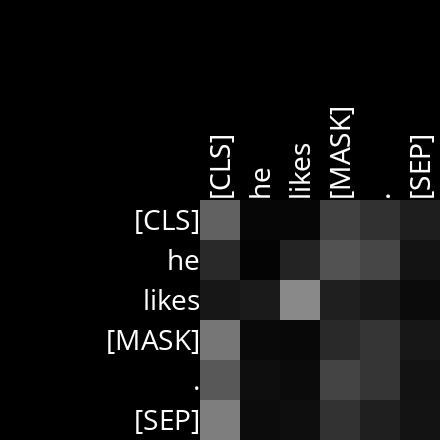 [CLS] he likes [MASK] . [SEP]
[CLS]
he
likes
[MASK]
.
[SEP]